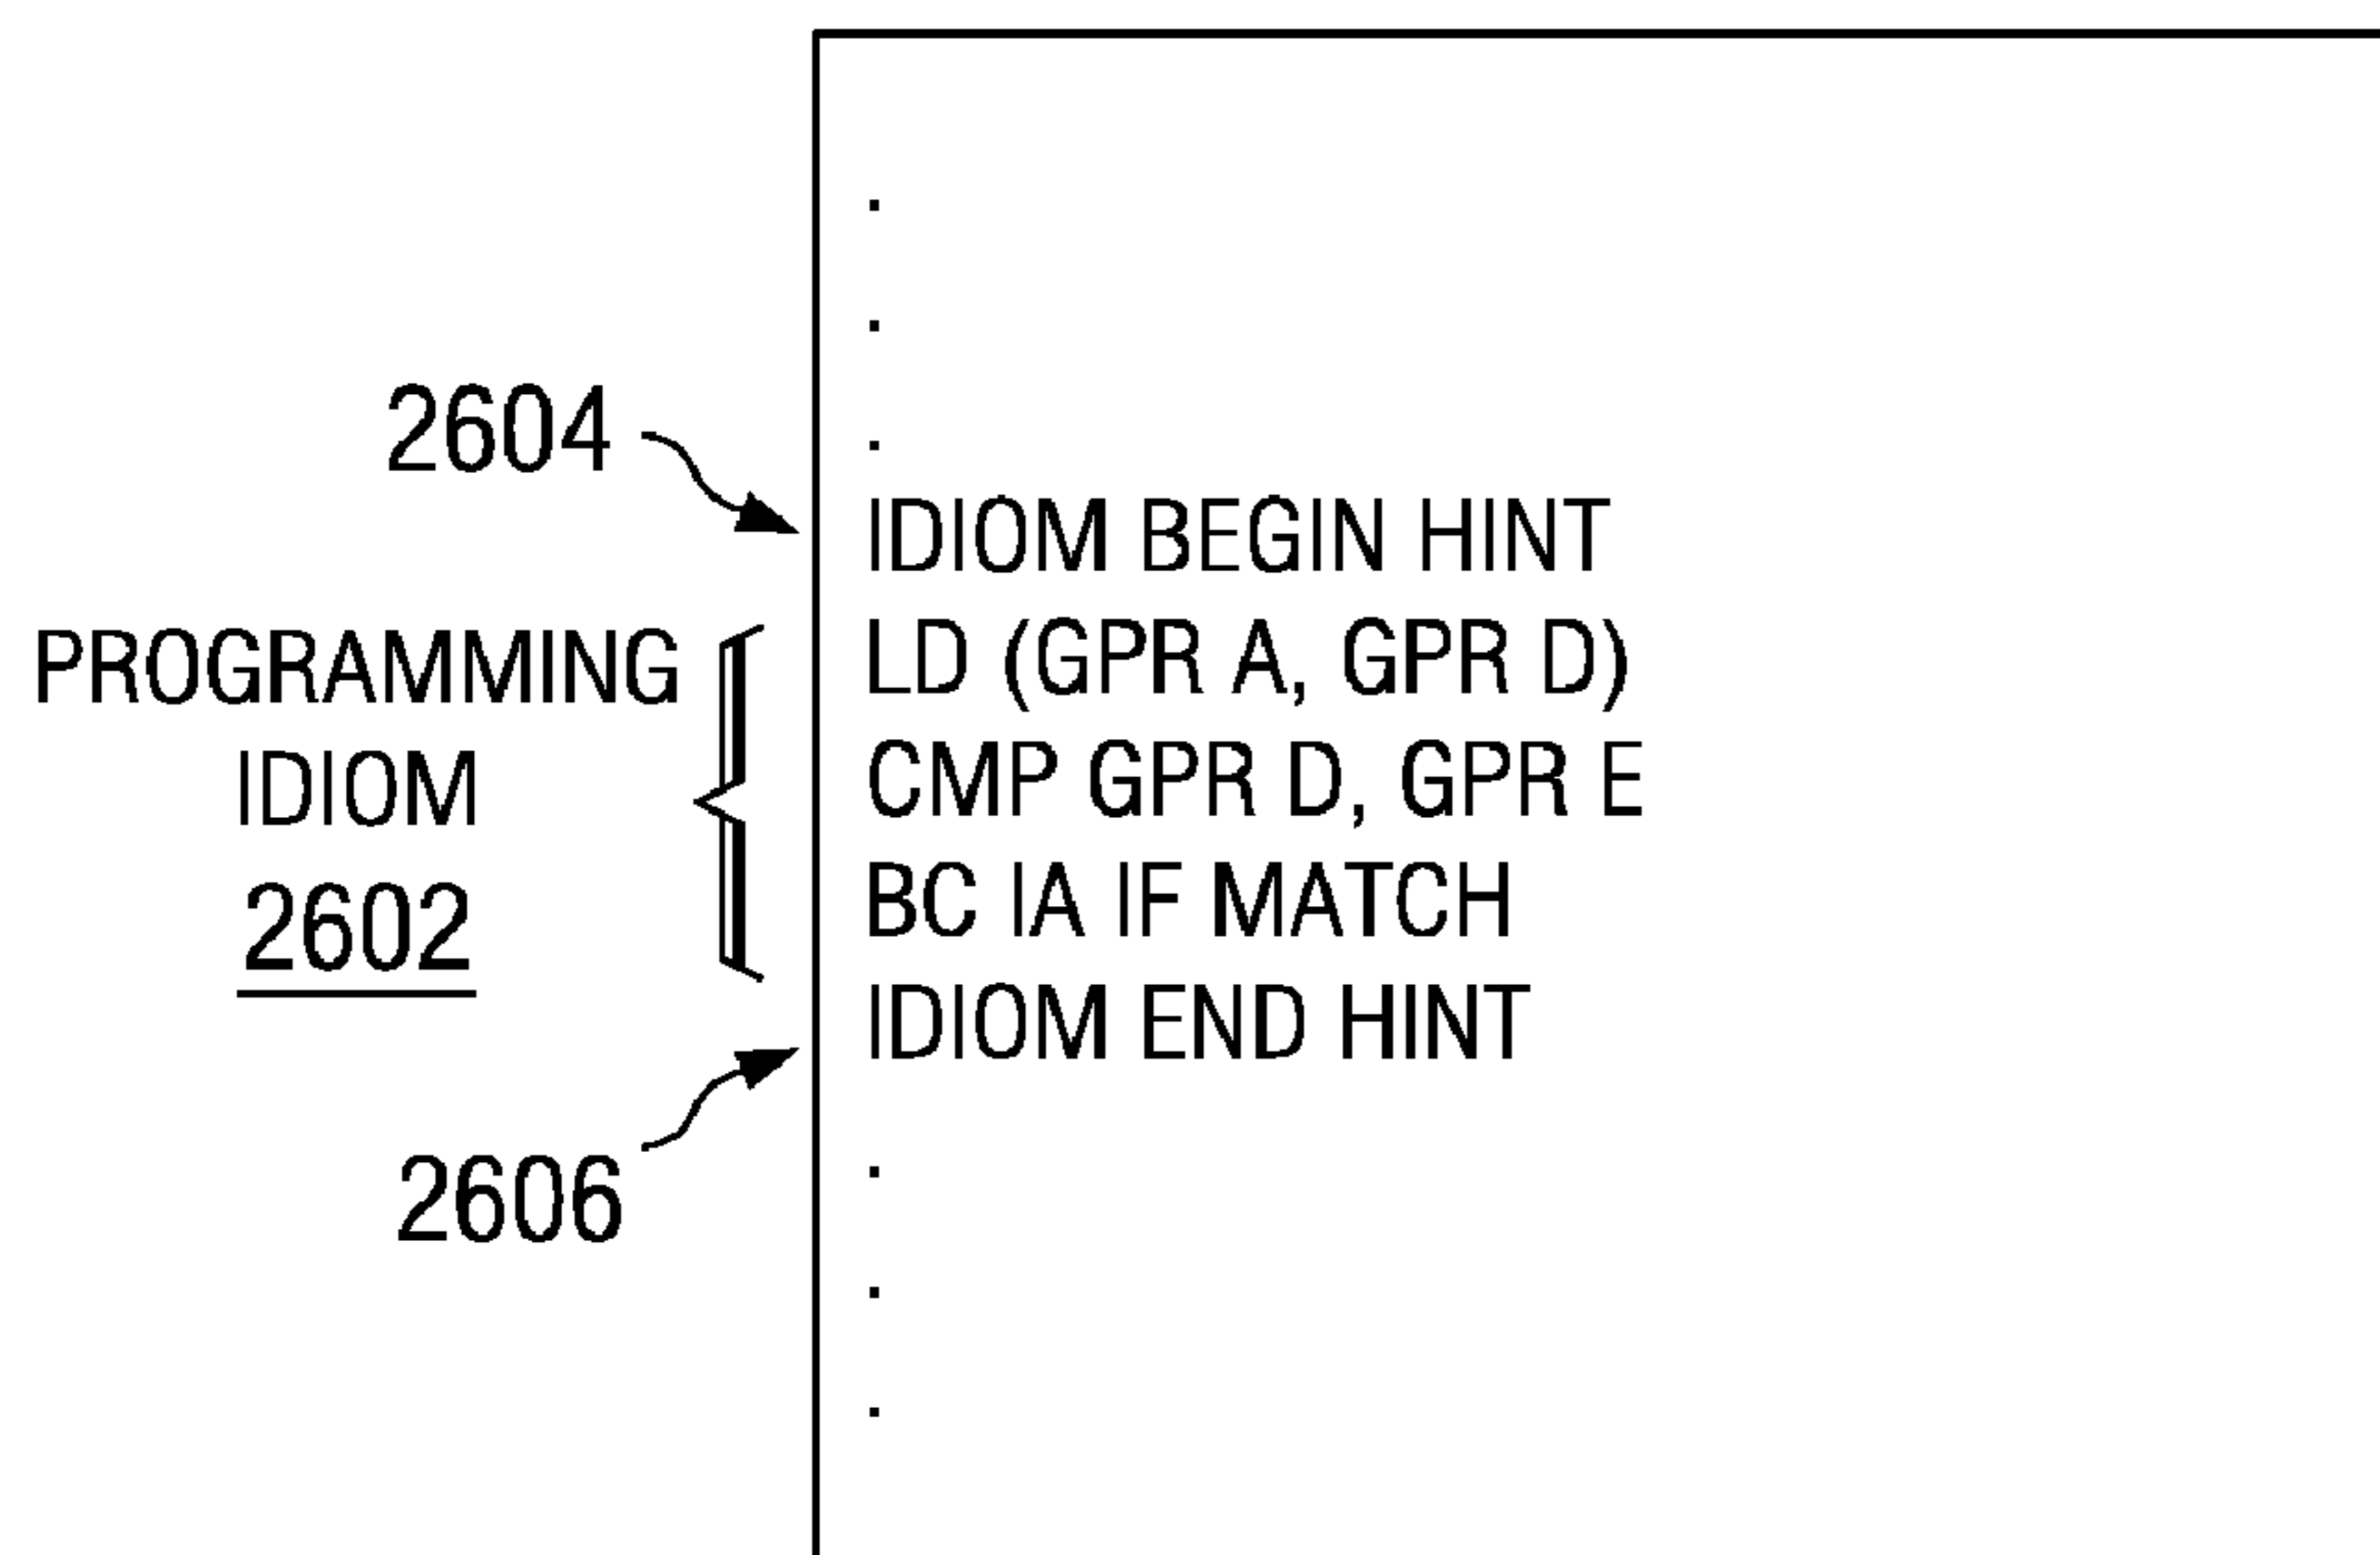 .
.
2604
.
IDIOM BEGIN HINT
PROGRAMMING
IDIOM
2602
LD (GPR A, GPR D)
CMP GPR D, GPR E
BC IA IF MATCH
IDIOM END HINT
2606
.
.
.